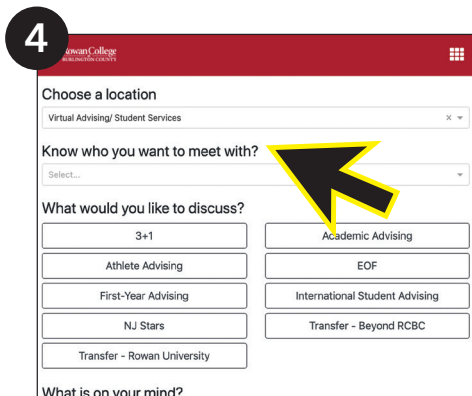 4
Rowan College
BURLINGTON COUNTY
Choose a location
Virtual Advising/ Student Services
x
Know who you want to meet with?
Select...
What would you like to discuss?
3+1
Academic Advising
Athlete Advising
EOF
First-Year Advising
International Student Advising
NJ Stars
Transfer - Beyond RCBC
Transfer - Rowan University
What is on your mind?